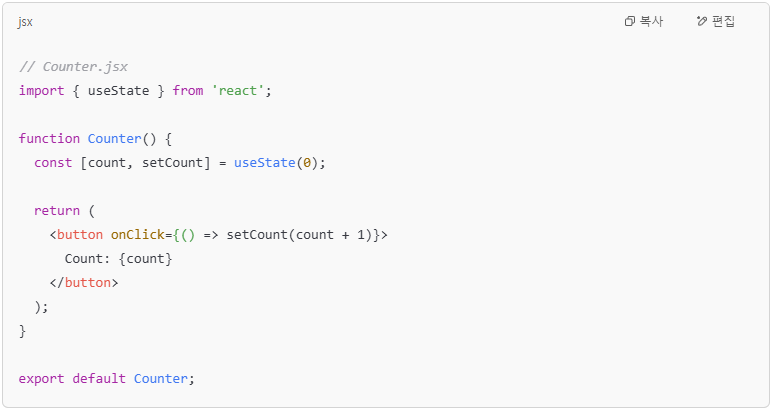 jsx
복사
편집
// Counter.jsx
import { useState } from 'react';

function Counter() {
  const [count, setCount] = useState(0);

  return (
    <button onClick={() => setCount(count + 1)}>
      Count: {count}
    </button>
  );
}

export default Counter;